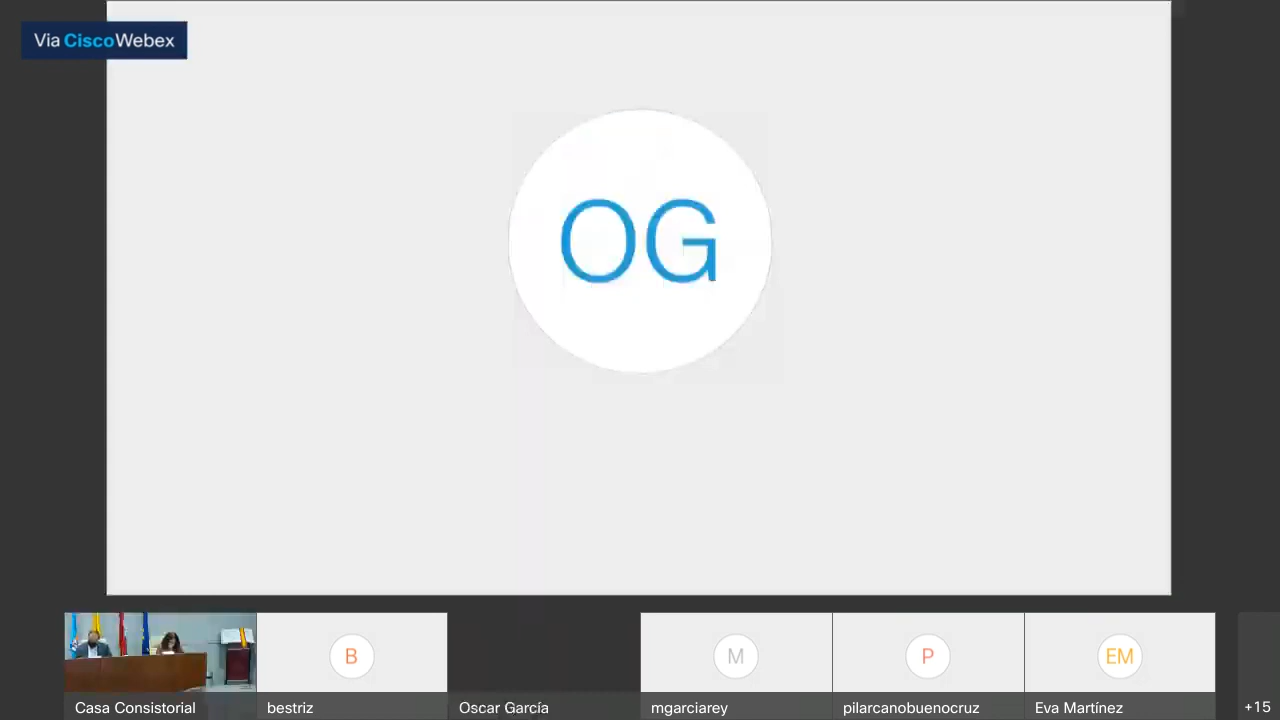 Via CiscoWebex
OG
B
M
P
EM
Casa Consistorial
bestriz
Oscar García
mgarciarey
pilarcanobuenocruz
Eva Martínez
+15